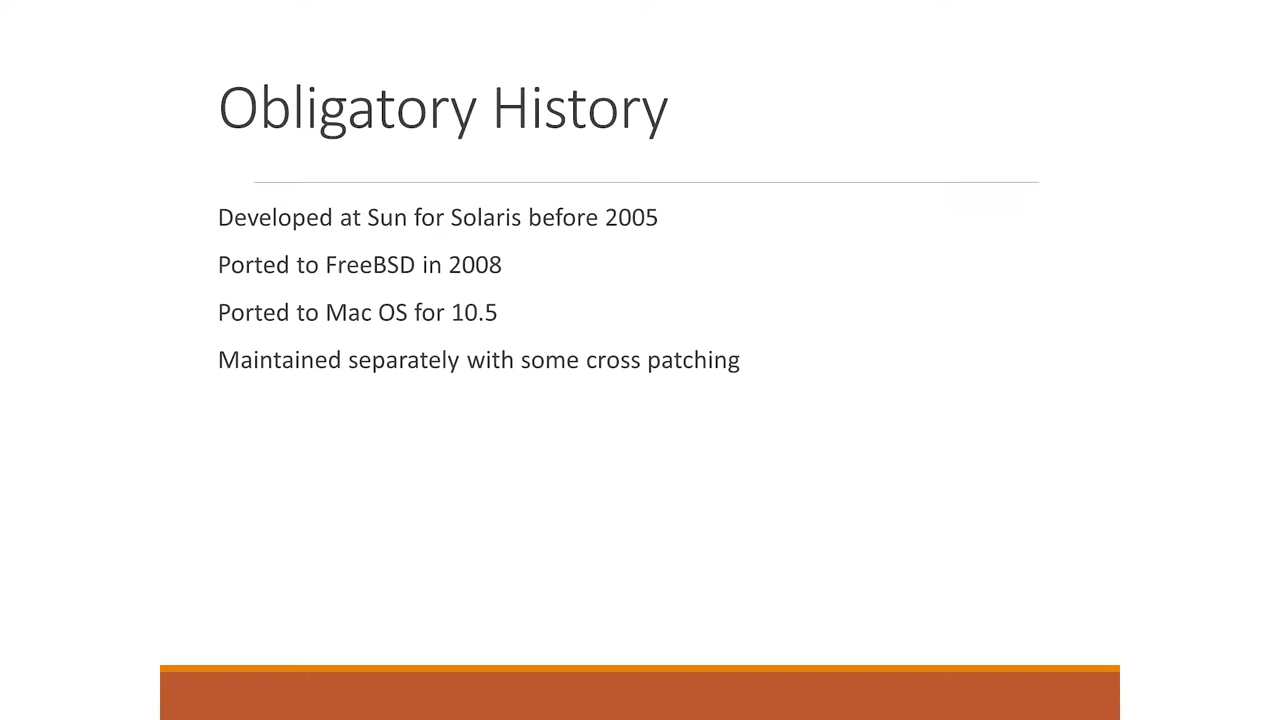 Obligatory History
Developed at Sun for Solaris before 2005
Ported to FreeBSD in 2008
Ported to Mac OS for 10.5
Maintained separately with some cross patching